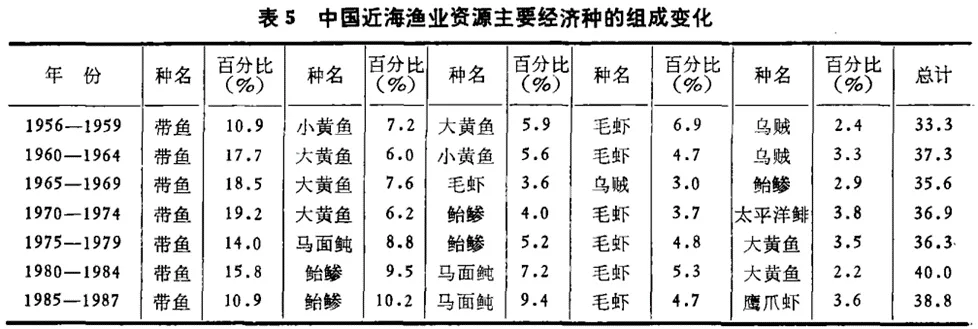 表 5 中国近海渔业资源主要经济种的组成变化
年 份 种名 百分比(%) 种名 百分比(%) 种名 百分比(%) 种名 百分比(%) 种名 百分比(%) 总计
1956—1959 带鱼 10.9 小黄鱼 7.2 大黄鱼 5.9 毛虾 6.9 乌贼 2.4 33.3
1960—1964 带鱼 17.7 大黄鱼 6.0 小黄鱼 5.6 毛虾 4.7 乌贼 3.3 37.3
1965—1969 带鱼 18.5 大黄鱼 7.6 毛虾 3.6 乌贼 3.0 鲐鲹 2.9 35.6
1970—1974 带鱼 19.2 大黄鱼 6.2 鲐鲹 4.0 毛虾 3.7 太平洋鲱 3.8 36.9
1975—1979 带鱼 14.0 马面鲀 8.8 鲐鲹 5.2 毛虾 4.8 大黄鱼 3.5 36.3
1980—1984 带鱼 15.8 鲐鲹 9.5 马面鲀 7.2 毛虾 5.3 大黄鱼 2.2 40.0
1985—1987 带鱼 10.9 鲐鲹 10.2 马面鲀 9.4 毛虾 4.7 鹰爪虾 3.6 38.8